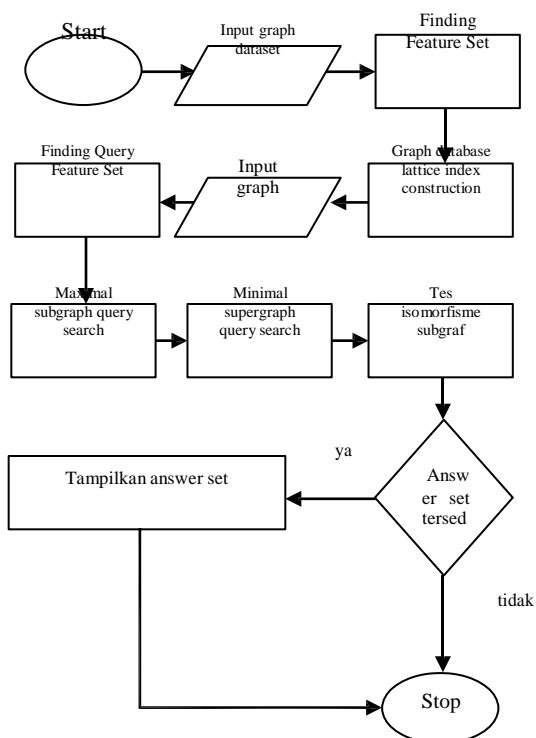 Start
Input graph
dataset
Finding
Feature Set
Finding Query
Feature Set
Input
graph
Graph database
lattice index
construction
Maximal
subgraph query
search
Minimal
supergraph
query search
Tes
isomorfisme
subgraf
ya
Tampilkan answer set
Answ
er set
tersed
tidak
Stop